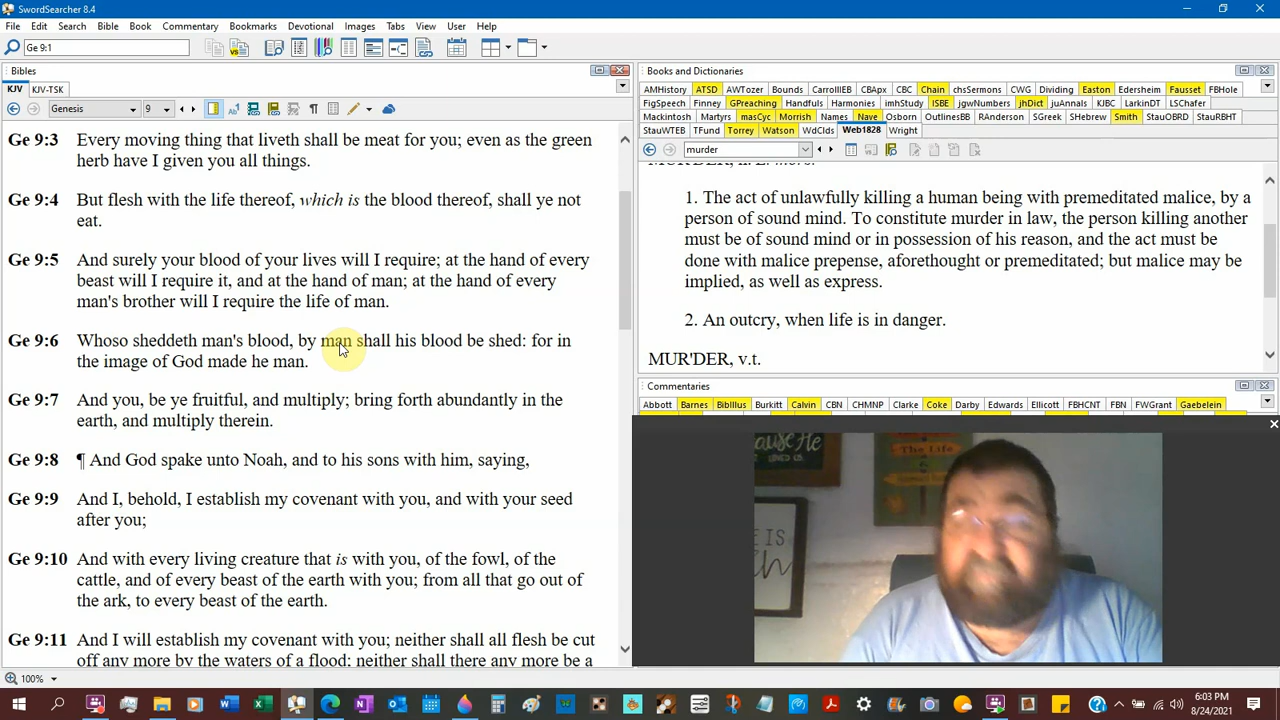 SwordSearcher 8.4
File Edit Search Bible Book Commentary Bookmarks Devotional Images Tabs View User Help
Ge 9:1
Bibles
KJV KJV-TSK
Genesis 9
Ge 9:3 Every moving thing that liveth shall be meat for you; even as the green
herb have I given you all things.
Ge 9:4 But flesh with the life thereof, which is the blood thereof, shall ye not
eat.
Ge 9:5 And surely your blood of your lives will I require; at the hand of every
beast will I require it, and at the hand of man; at the hand of every
man's brother will I require the life of man.
Ge 9:6 Whoso sheddeth man's blood, by man shall his blood be shed: for in
the image of God made he man.
Ge 9:7 And you, be ye fruitful, and multiply; bring forth abundantly in the
earth, and multiply therein.
Ge 9:8 ¶ And God spake unto Noah, and to his sons with him, saying,
Ge 9:9 And I, behold, I establish my covenant with you, and with your seed
after you;
Ge 9:10 And with every living creature that is with you, of the fowl, of the
cattle, and of every beast of the earth with you; from all that go out of
the ark, to every beast of the earth.
Ge 9:11 And I will establish my covenant with you; neither shall all flesh be cut
off any more by the waters of a flood; neither shall there any more be a
100%
Books and Dictionaries
AMHistory ATSD AWTozer Bounds CarrollEIB CBApx CBC Chain chsSermons CWG Dividing Easton Edersheim Fausset FBHole
FigSpeech Finney GPreaching Handfuls Harmonies imhStudy ISBE jgwNumbers jhDict juAnnals KJBC LarkinDT LSChafer
Mackintosh Martyrs masCyc Morrish Names Nave Osborn OutlinesBB RAnderson SGreek SHebrew Smith StauOBRD StauRBHT
StauWTEB TFund Torrey Watson WdClds Web1828 Wright
murder
1. The act of unlawfully killing a human being with premeditated malice, by a
person of sound mind. To constitute murder in law, the person killing another
must be of sound mind or in possession of his reason, and the act must be
done with malice prepense, aforethought or premeditated; but malice may be
implied, as well as express.
2. An outcry, when life is in danger.
MUR'DER, v.t.
Commentaries
Abbott Barnes BibIllus Burkitt Calvin CBN CHMNP Clarke Coke Darby Edwards Ellicott FBHCNT FBN FWGrant Gaebelein
cause He
The Life
6:03 PM
8/24/2021